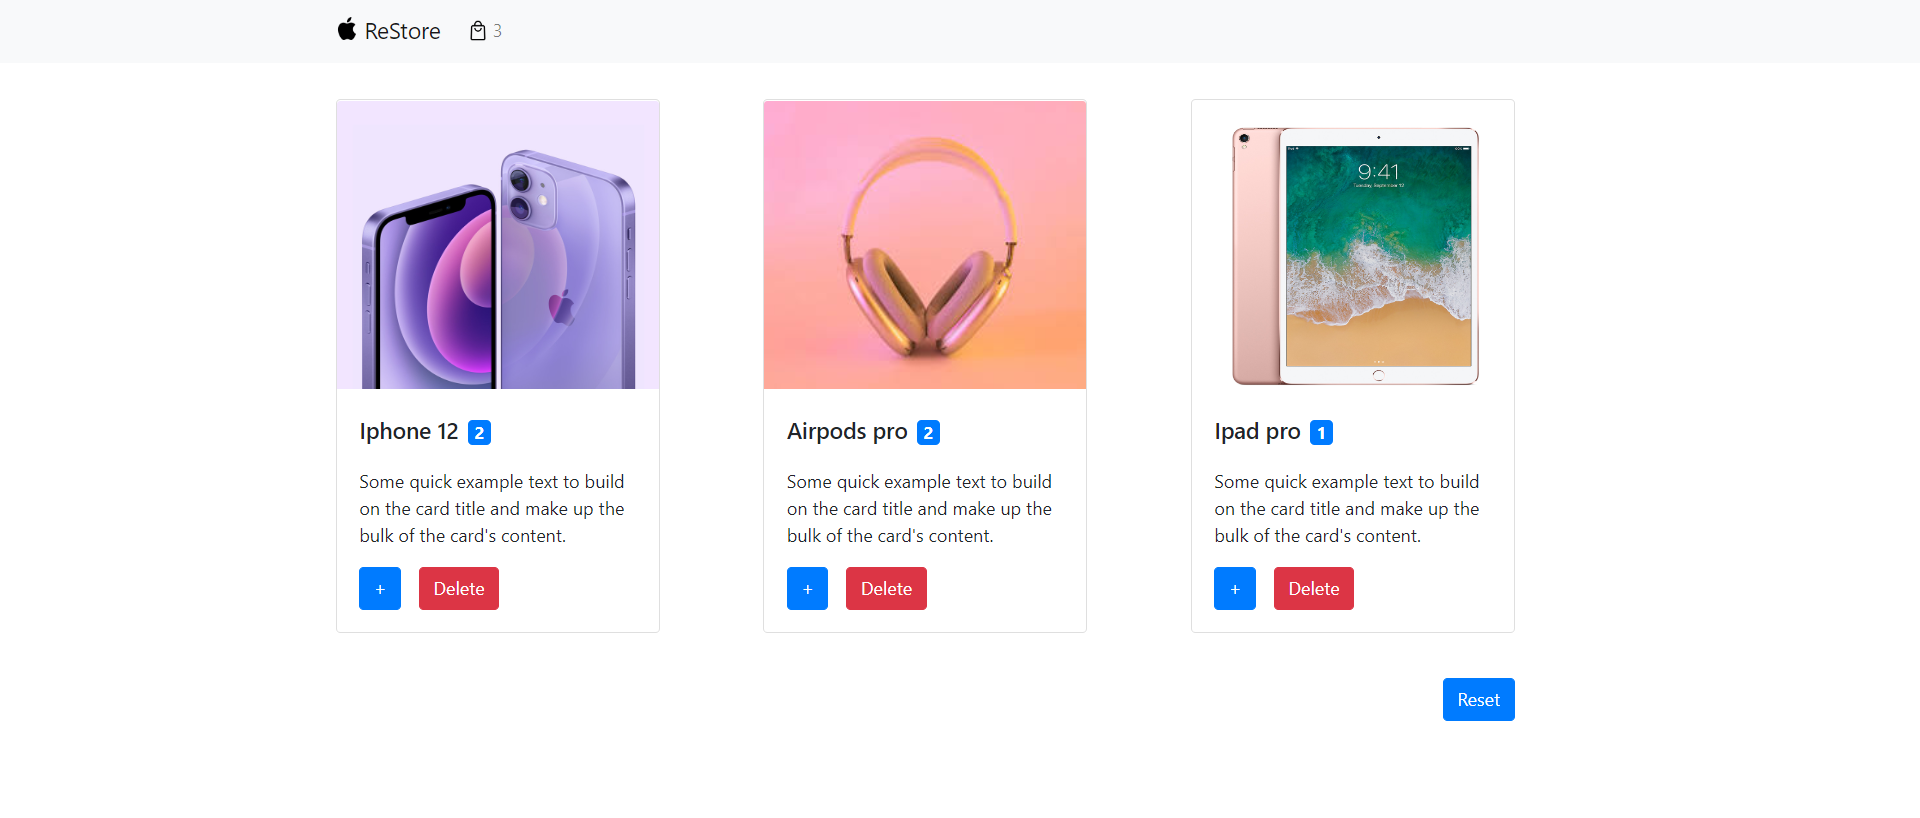 ReStore 3
9:41
Tuesday, September 12
Iphone 12 2
Some quick example text to build
on the card title and make up the
bulk of the card's content.
+ Delete
Airpods pro 2
Some quick example text to build
on the card title and make up the
bulk of the card's content.
+ Delete
Ipad pro 1
Some quick example text to build
on the card title and make up the
bulk of the card's content.
+ Delete
Reset